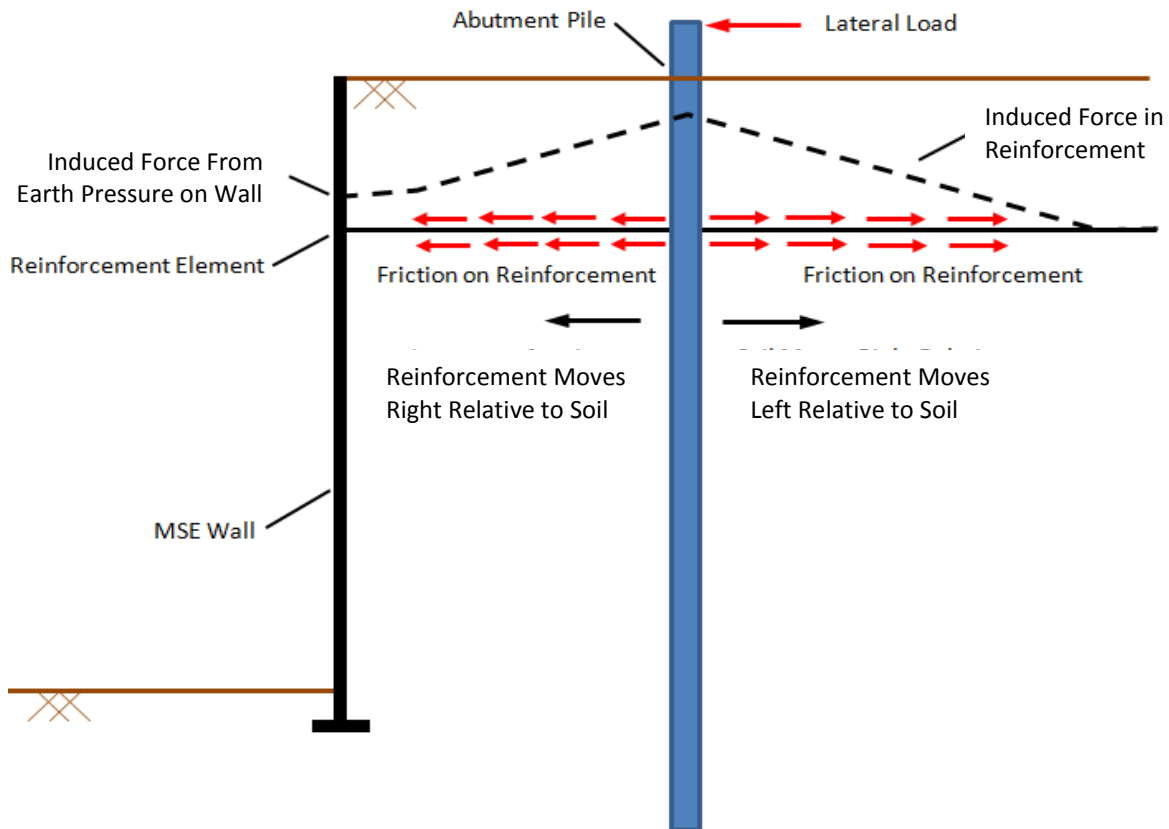 Abutment Pile
Lateral Load
Induced Force in
Reinforcement
Induced Force From
Earth Pressure on Wall
Reinforcement Element
Friction on Reinforcement
Friction on Reinforcement
Reinforcement Moves
Right Relative to Soil
Reinforcement Moves
Left Relative to Soil
MSE Wall